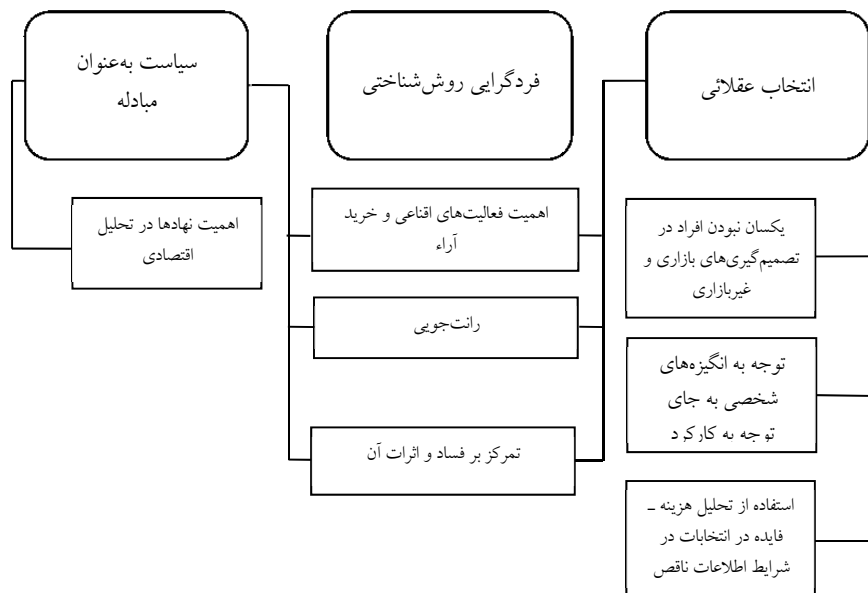 انتخاب عقلائی
فردگرایی روش‌شناختی
سیاست به‌عنوان
مبادله
یکسان نبودن افراد در
تصمیم‌گیری‌های بازاری و
غیربازاری
توجه به انگیزه‌های
شخصی به جای
توجه به کارکرد
استفاده از تحلیل هزینه ـ
فایده در انتخابات در
شرایط اطلاعات ناقص
اهمیت فعالیت‌های اقناعی و خرید
آراء
رانت‌جویی
تمرکز بر فساد و اثرات آن
اهمیت نهادها در تحلیل
اقتصادی